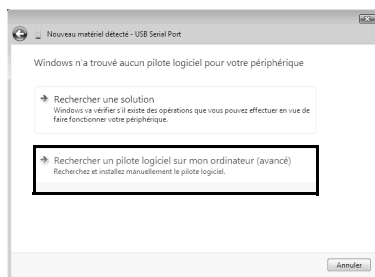 Nouveau matériel détecté - USB Serial Port
Windows n'a trouvé aucun pilote logiciel pour votre périphérique
Rechercher une solution
Windows va vérifier s'il existe des opérations que vous pouvez effectuer en vue de
faire fonctionner votre périphérique.
Rechercher un pilote logiciel sur mon ordinateur (avancé)
Recherchez et installez manuellement le pilote logiciel.
Annuler